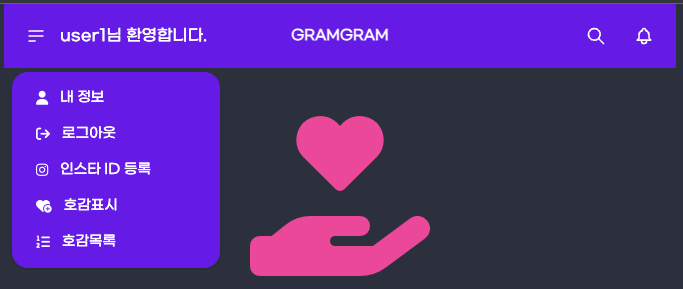 user1님 환영합니다.
GRAMGRAM
내 정보
로그아웃
인스타 ID 등록
호감표시
호감목록